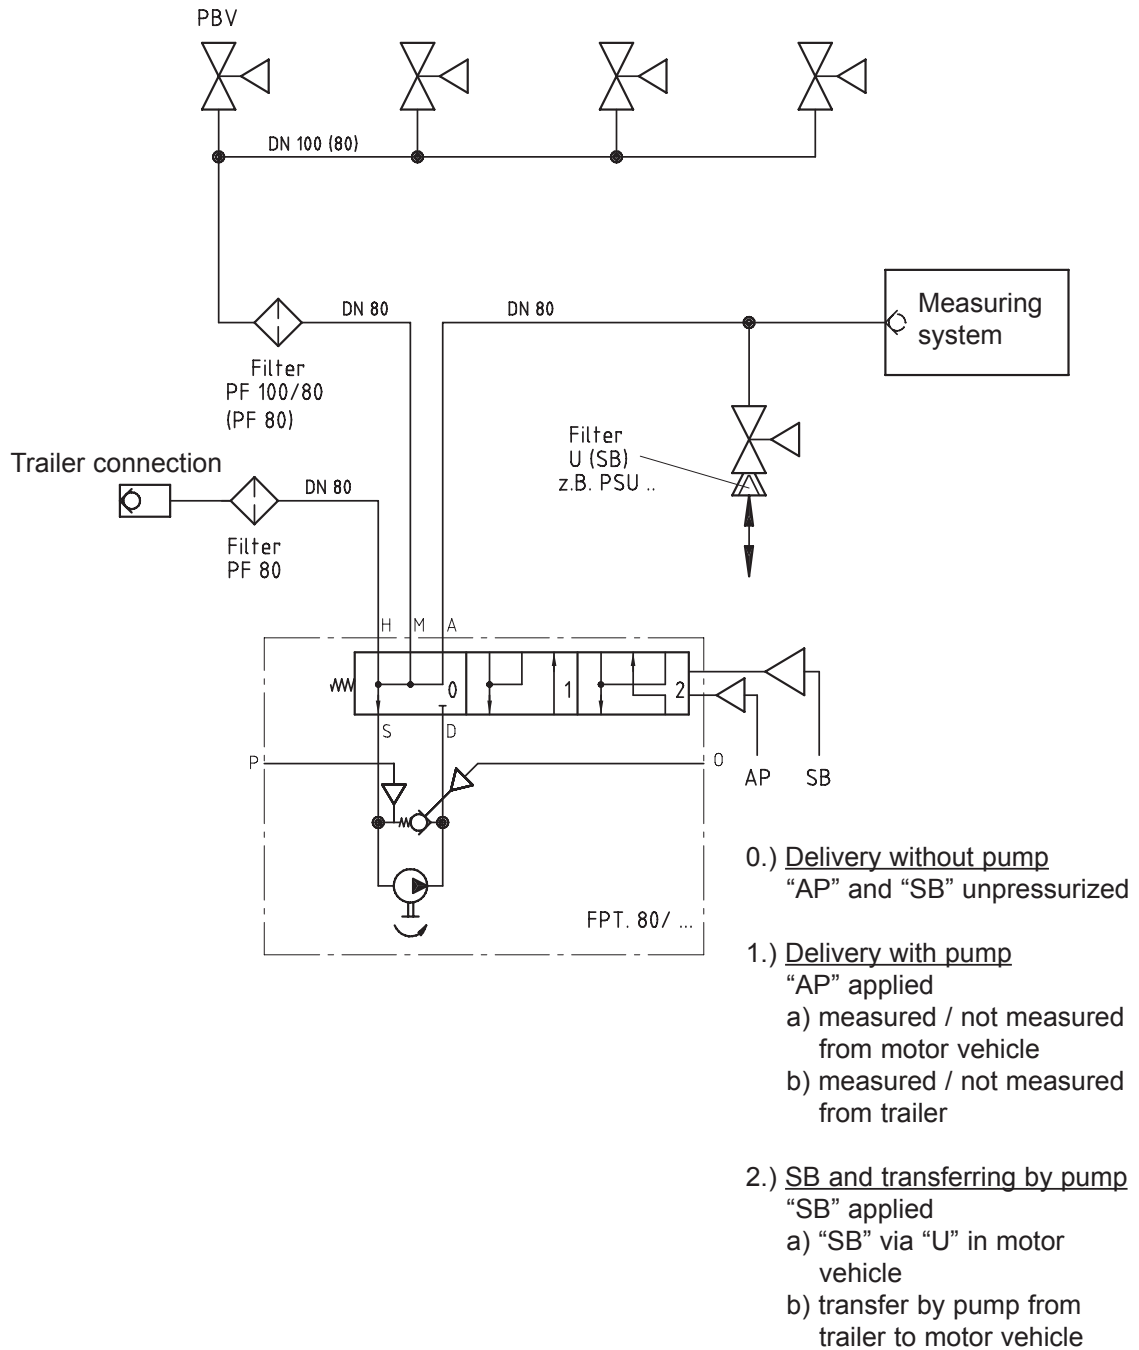 PBV
DN 100 (80)
DN 80
DN 80
Measuring
system
Filter
PF 100/80
(PF 80)
Filter
U (SB)
z.B. PSU ..
Trailer connection
DN 80
Filter
PF 80
H M A
0 1 2
S D
P
O
AP SB
FPT. 80/ ...
0.) Delivery without pump
“AP” and “SB” unpressurized
1.) Delivery with pump
“AP” applied
a) measured / not measured
from motor vehicle
b) measured / not measured
from trailer
2.) SB and transferring by pump
“SB” applied
a) “SB” via “U” in motor
vehicle
b) transfer by pump from
trailer to motor vehicle